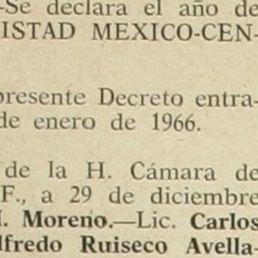 -Se declara el año de
ISTAD MEXICO-CEN-
presente Decreto entra-
de enero de 1966.
de la H. Cámara de
F., a 29 de diciembre
Moreno.—Lic. Carlos
lfredo Ruiseco Avella-